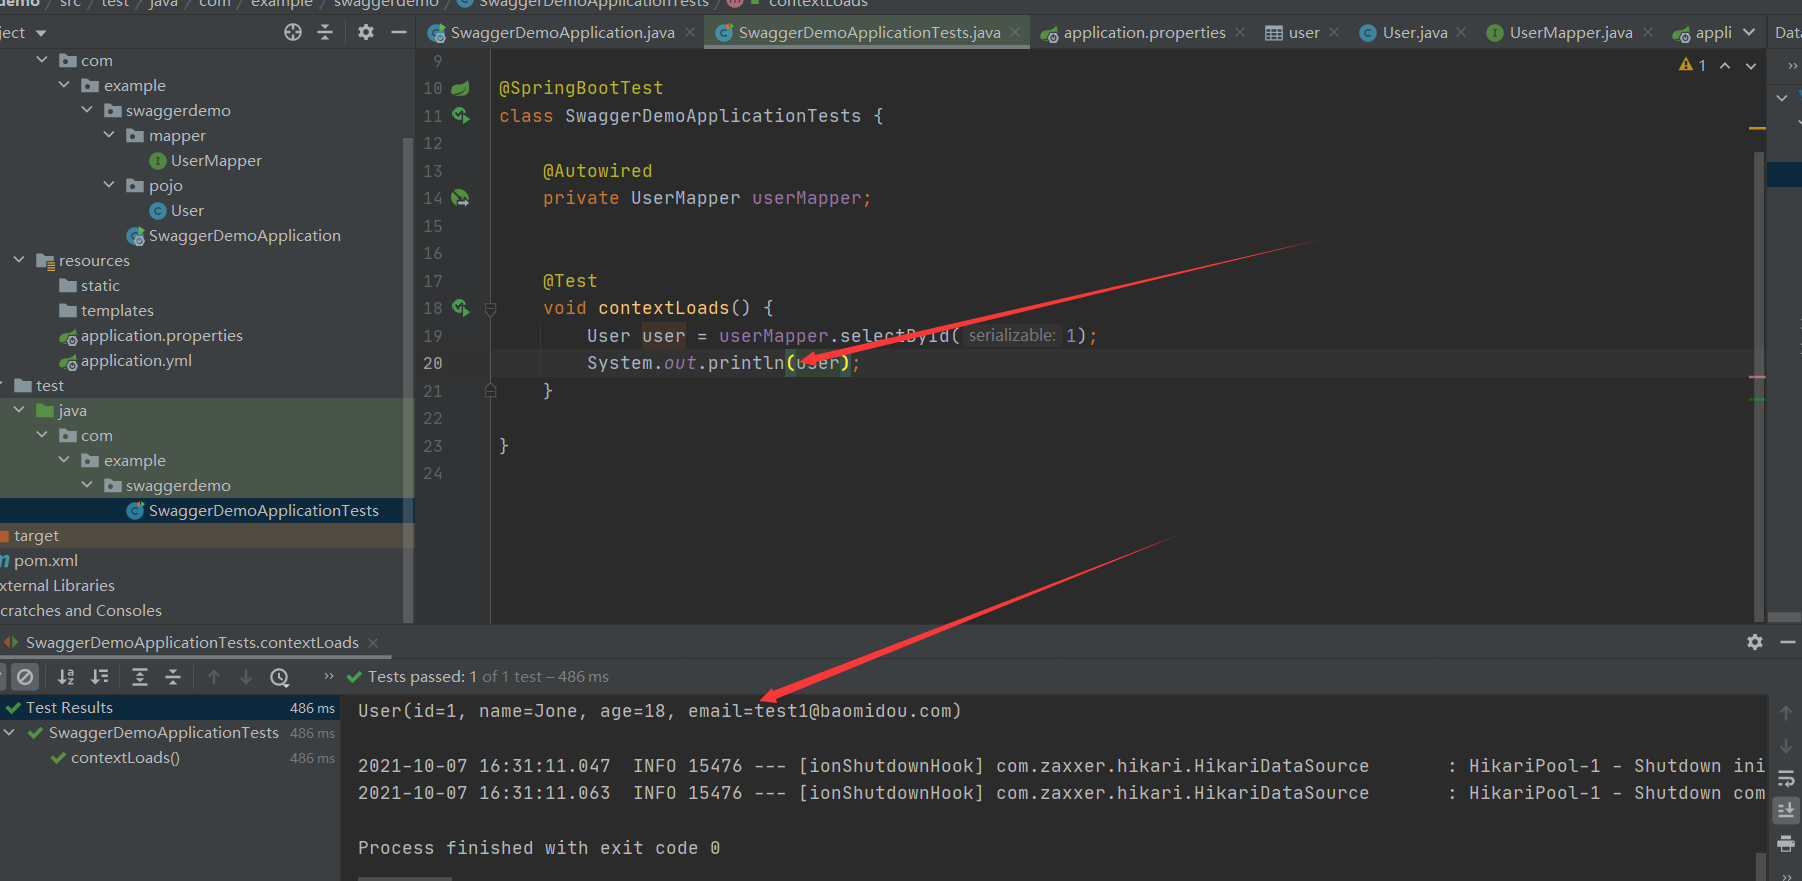 demo / src / test / java / com / example / swaggerdemo / SwaggerDemoApplicationTests / contextLoads
ject
SwaggerDemoApplication.java
SwaggerDemoApplicationTests.java
application.properties
user
User.java
UserMapper.java
appli
Dat
com
example
swaggerdemo
mapper
UserMapper
pojo
User
SwaggerDemoApplication
resources
static
templates
application.properties
application.yml
test
java
com
example
swaggerdemo
SwaggerDemoApplicationTests
target
pom.xml
xternal Libraries
cratches and Consoles
1
9
10 @SpringBootTest
11 class SwaggerDemoApplicationTests {
12
13 @Autowired
14 private UserMapper userMapper;
15
16
17 @Test
18 void contextLoads() {
19 User user = userMapper.selectById( serializable: 1);
20 System.out.println(user);
21 }
22
23 }
24
SwaggerDemoApplicationTests.contextLoads
Tests passed: 1 of 1 test – 486 ms
Test Results 486 ms
SwaggerDemoApplicationTests 486 ms
contextLoads() 486 ms
User(id=1, name=Jone, age=18, email=test1@baomidou.com)
2021-10-07 16:31:11.047  INFO 15476 --- [ionShutdownHook] com.zaxxer.hikari.HikariDataSource       : HikariPool-1 - Shutdown ini
2021-10-07 16:31:11.063  INFO 15476 --- [ionShutdownHook] com.zaxxer.hikari.HikariDataSource       : HikariPool-1 - Shutdown com
Process finished with exit code 0